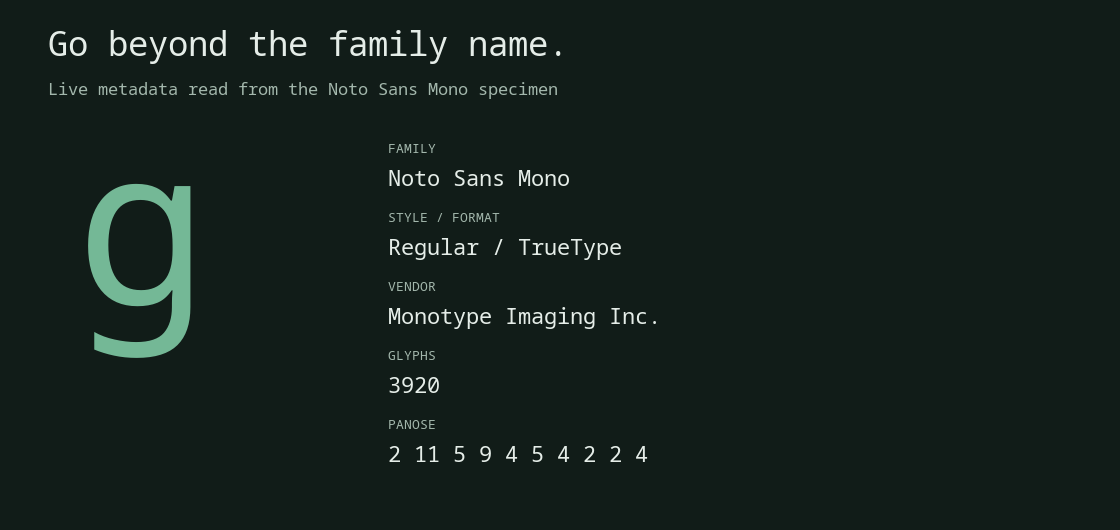 Go beyond the family name.
Live metadata read from the Noto Sans Mono specimen
g
FAMILY
Noto Sans Mono
STYLE / FORMAT
Regular / TrueType
VENDOR
Monotype Imaging Inc.
GLYPHS
3920
PANOSE
2 11 5 9 4 5 4 2 2 4